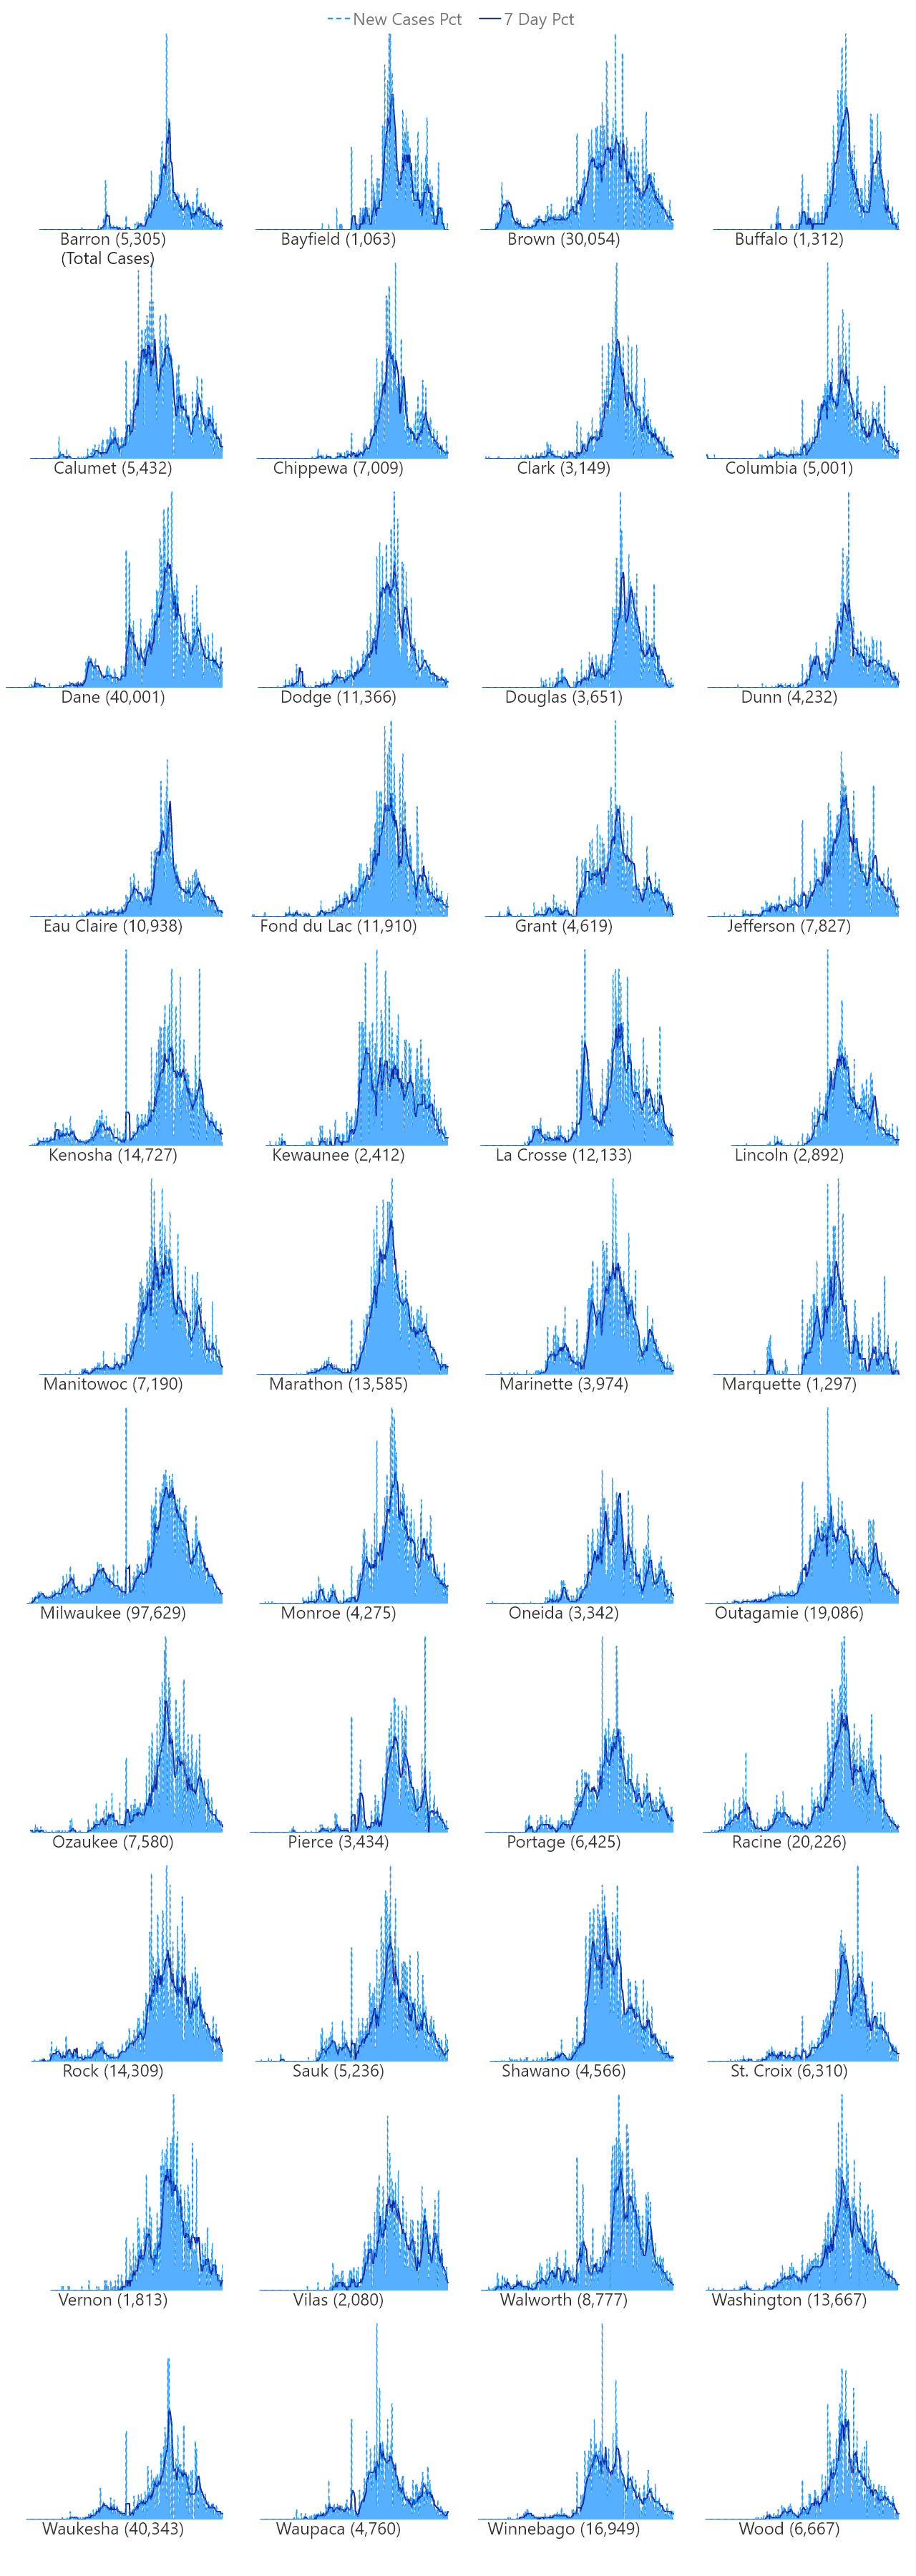 New Cases Pct 7 Day Pct
Barron (5,305) Bayfield (1,063) Brown (30,054) Buffalo (1,312)
(Total Cases)
Calumet (5,432) Chippewa (7,009) Clark (3,149) Columbia (5,001)
Dane (40,001) Dodge (11,366) Douglas (3,651) Dunn (4,232)
Eau Claire (10,938) Fond du Lac (11,910) Grant (4,619) Jefferson (7,827)
Kenosha (14,727) Kewaunee (2,412) La Crosse (12,133) Lincoln (2,892)
Manitowoc (7,190) Marathon (13,585) Marinette (3,974) Marquette (1,297)
Milwaukee (97,629) Monroe (4,275) Oneida (3,342) Outagamie (19,086)
Ozaukee (7,580) Pierce (3,434) Portage (6,425) Racine (20,226)
Rock (14,309) Sauk (5,236) Shawano (4,566) St. Croix (6,310)
Vernon (1,813) Vilas (2,080) Walworth (8,777) Washington (13,667)
Waukesha (40,343) Waupaca (4,760) Winnebago (16,949) Wood (6,667)